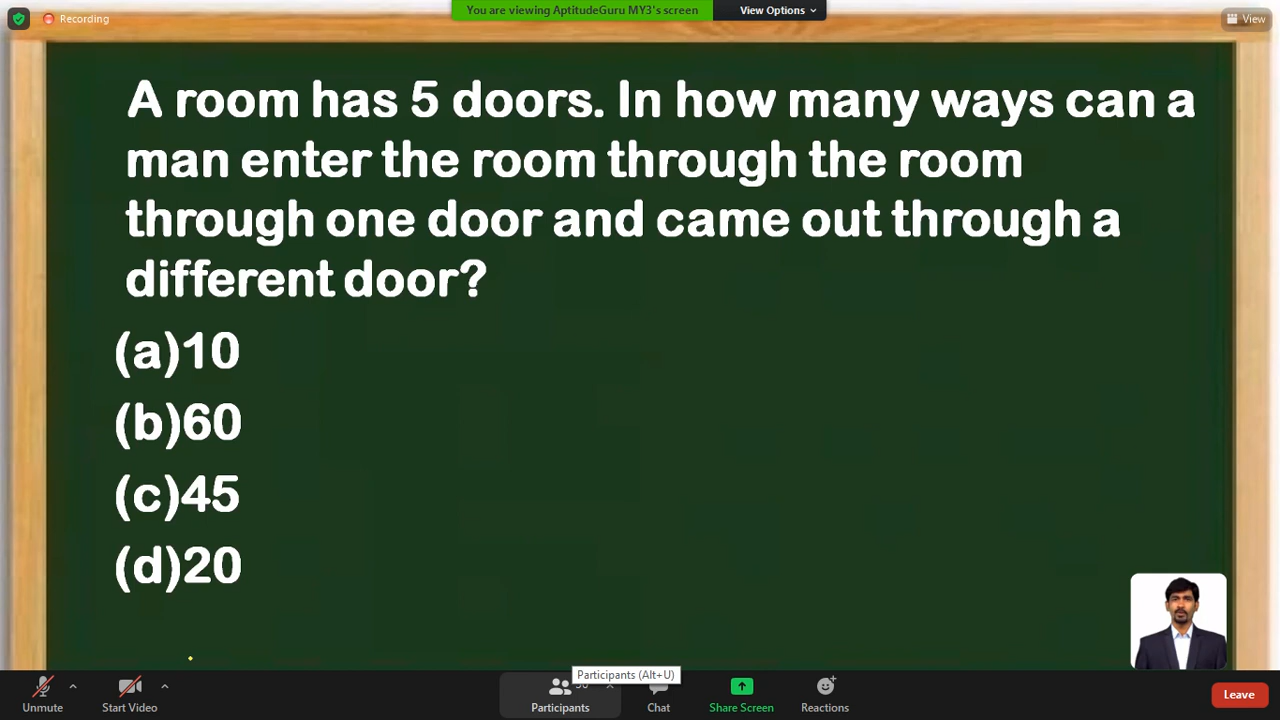 Recording
You are viewing AptitudeGuru MY3's screen
View Options
View
A room has 5 doors. In how many ways can a
man enter the room through the room
through one door and came out through a
different door?
(a)10
(b)60
(c)45
(d)20
Participants (Alt+U)
Unmute
Start Video
Participants
Chat
Share Screen
Reactions
Leave